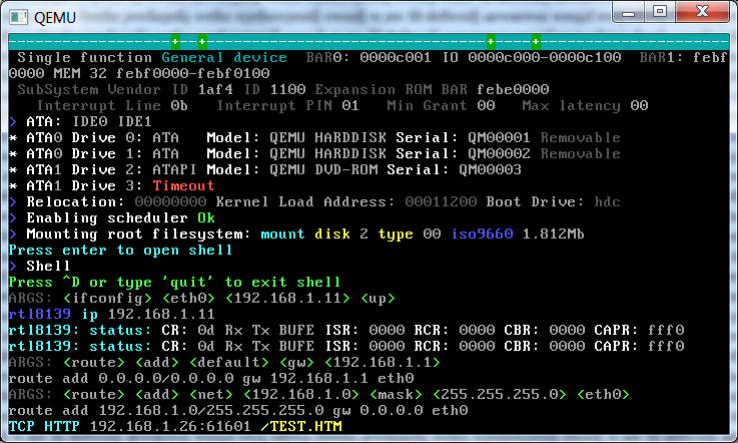 QEMU
Single function General device BAR0: 0000c001 IO 0000c000-0000c100 BAR1: febf
0000 MEM 32 febf0000-febf0100
SubSystem Vendor ID 1af4 ID 1100 Expansion ROM BAR febe0000
Interrupt Line 0b Interrupt PIN 01 Min Grant 00 Max latency 00
> ATA: IDE0 IDE1
* ATA0 Drive 0: ATA Model: QEMU HARDDISK Serial: QM00001 Removable
* ATA0 Drive 1: ATA Model: QEMU HARDDISK Serial: QM00002 Removable
* ATA1 Drive 2: ATAPI Model: QEMU DVD-ROM Serial: QM00003
* ATA1 Drive 3: Timeout
> Relocation: 00000000 Kernel Load Address: 00011200 Boot Drive: hdc
> Enabling scheduler Ok
> Mounting root filesystem: mount disk 2 type 00 iso9660 1.812Mb
Press enter to open shell
> Shell
Press ^D or type 'quit' to exit shell
ARGS: <ifconfig> <eth0> <192.168.1.11> <up>
rtl8139 ip 192.168.1.11
rtl8139: status: CR: 0d Rx Tx BUFE ISR: 0000 RCR: 0000 CBR: 0000 CAPR: fff0
rtl8139: status: CR: 0d Rx Tx BUFE ISR: 0000 RCR: 0000 CBR: 0000 CAPR: fff0
ARGS: <route> <add> <default> <gw> <192.168.1.1>
route add 0.0.0.0/0.0.0.0 gw 192.168.1.1 eth0
ARGS: <route> <add> <net> <192.168.1.0> <mask> <255.255.255.0> <eth0>
route add 192.168.1.0/255.255.255.0 gw 0.0.0.0 eth0
TCP HTTP 192.168.1.26:61601 /TEST.HTM